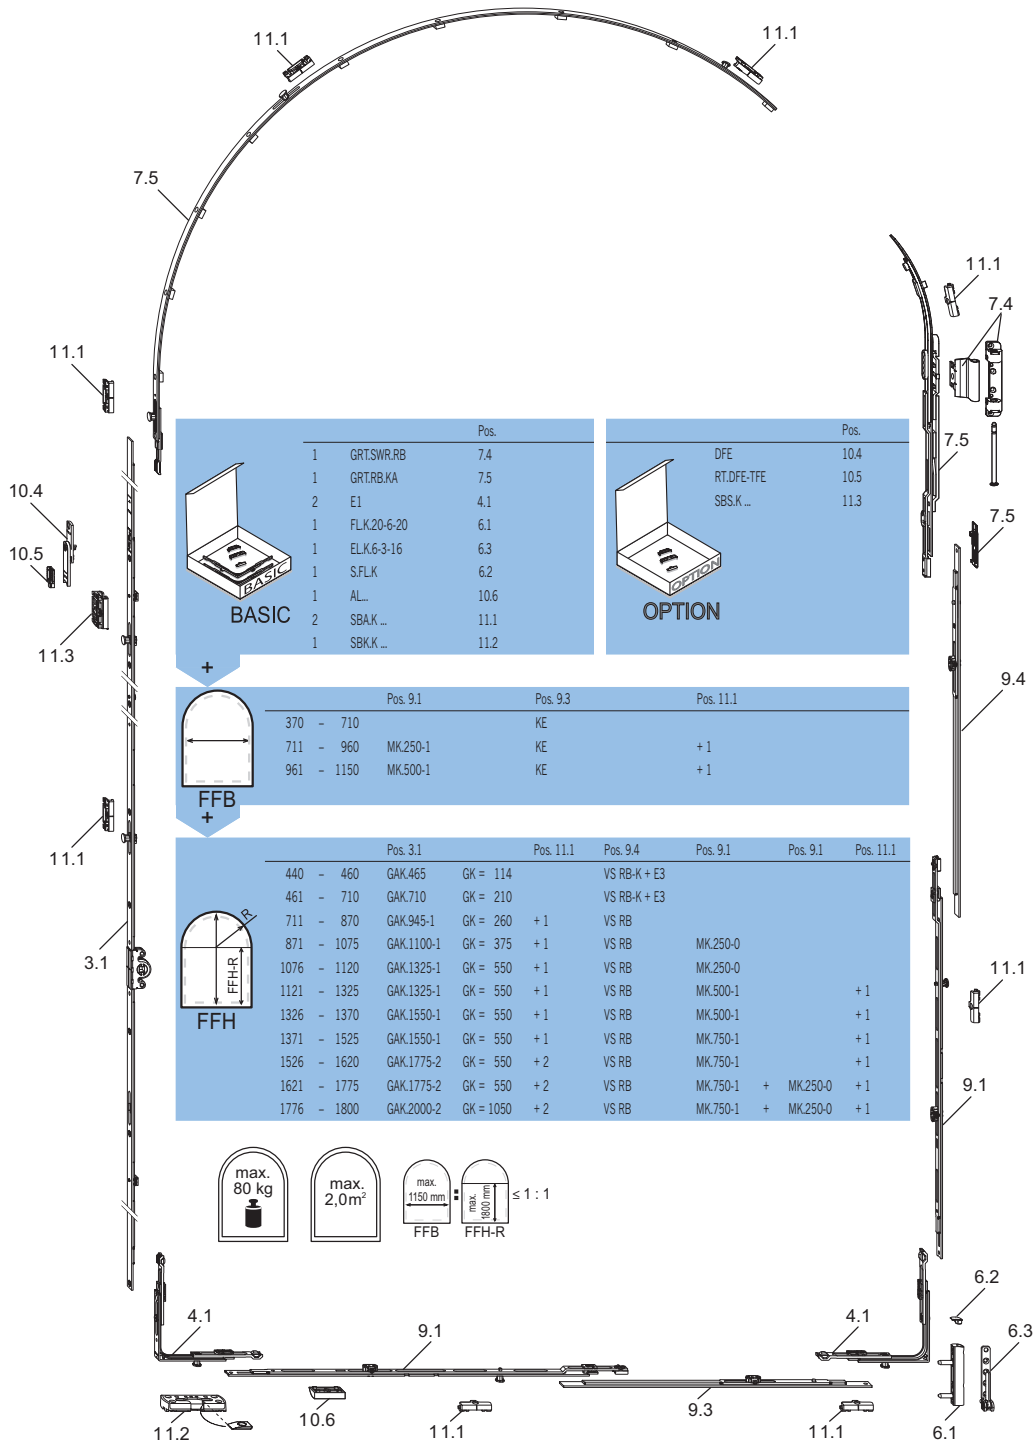 11.1
11.1
7.5
11.1
7.4
11.1
7.5
10.4
10.5
7.5
11.3
9.4
11.1
3.1
11.1
9.1
Pos.
1 GRT.SWR.RB 7.4
1 GRT.RB.KA 7.5
2 E1 4.1
1 FL.K.20-6-20 6.1
1 EL.K.6-3-16 6.3
1 S.FL.K 6.2
1 AL... 10.6
2 SBA.K ... 11.1
1 SBK.K ... 11.2
BASIC
BASIC
Pos.
DFE 10.4
RT.DFE-TFE 10.5
SBS.K ... 11.3
OPTION
OPTION
+
Pos. 9.1 Pos. 9.3 Pos. 11.1
370 – 710 KE
711 – 960 MK.250-1 KE + 1
961 – 1150 MK.500-1 KE + 1
FFB
+
Pos. 3.1 Pos. 11.1 Pos. 9.4 Pos. 9.1 Pos. 9.1 Pos. 11.1
440 – 460 GAK.465 GK = 114 VS RB-K + E3
461 – 710 GAK.710 GK = 210 VS RB-K + E3
711 – 870 GAK.945-1 GK = 260 + 1 VS RB
871 – 1075 GAK.1100-1 GK = 375 + 1 VS RB MK.250-0
1076 – 1120 GAK.1325-1 GK = 550 + 1 VS RB MK.250-0
1121 – 1325 GAK.1325-1 GK = 550 + 1 VS RB MK.500-1 + 1
1326 – 1370 GAK.1550-1 GK = 550 + 1 VS RB MK.500-1 + 1
1371 – 1525 GAK.1550-1 GK = 550 + 1 VS RB MK.750-1 + 1
1526 – 1620 GAK.1775-2 GK = 550 + 2 VS RB MK.750-1 + 1
1621 – 1775 GAK.1775-2 GK = 550 + 2 VS RB MK.750-1 + MK.250-0 + 1
1776 – 1800 GAK.2000-2 GK = 1050 + 2 VS RB MK.750-1 + MK.250-0 + 1
R
FFH-R
FFH
max.
80 kg
max.
2,0m²
max.
1150 mm
FFB
:
max.
1800 mm
FFH-R
≤ 1 : 1
4.1
9.1
4.1
6.2
6.3
11.2
10.6
11.1
9.3
11.1
6.1